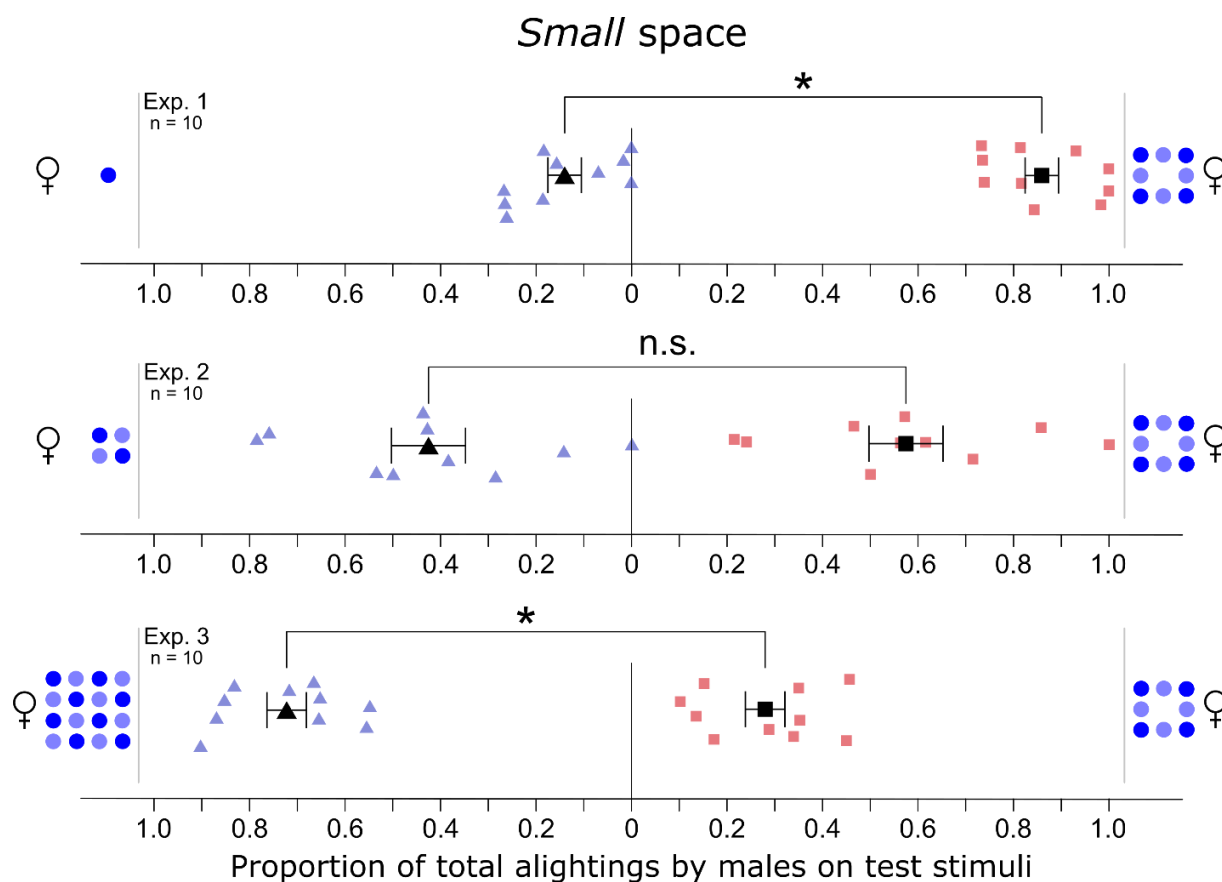 Small space
*
Exp. 1
n = 10
♀ ♀
1.0 0.8 0.6 0.4 0.2 0 0.2 0.4 0.6 0.8 1.0
n.s.
Exp. 2
n = 10
♀ ♀
1.0 0.8 0.6 0.4 0.2 0 0.2 0.4 0.6 0.8 1.0
*
Exp. 3
n = 10
♀ ♀
1.0 0.8 0.6 0.4 0.2 0 0.2 0.4 0.6 0.8 1.0
Proportion of total alightings by males on test stimuli